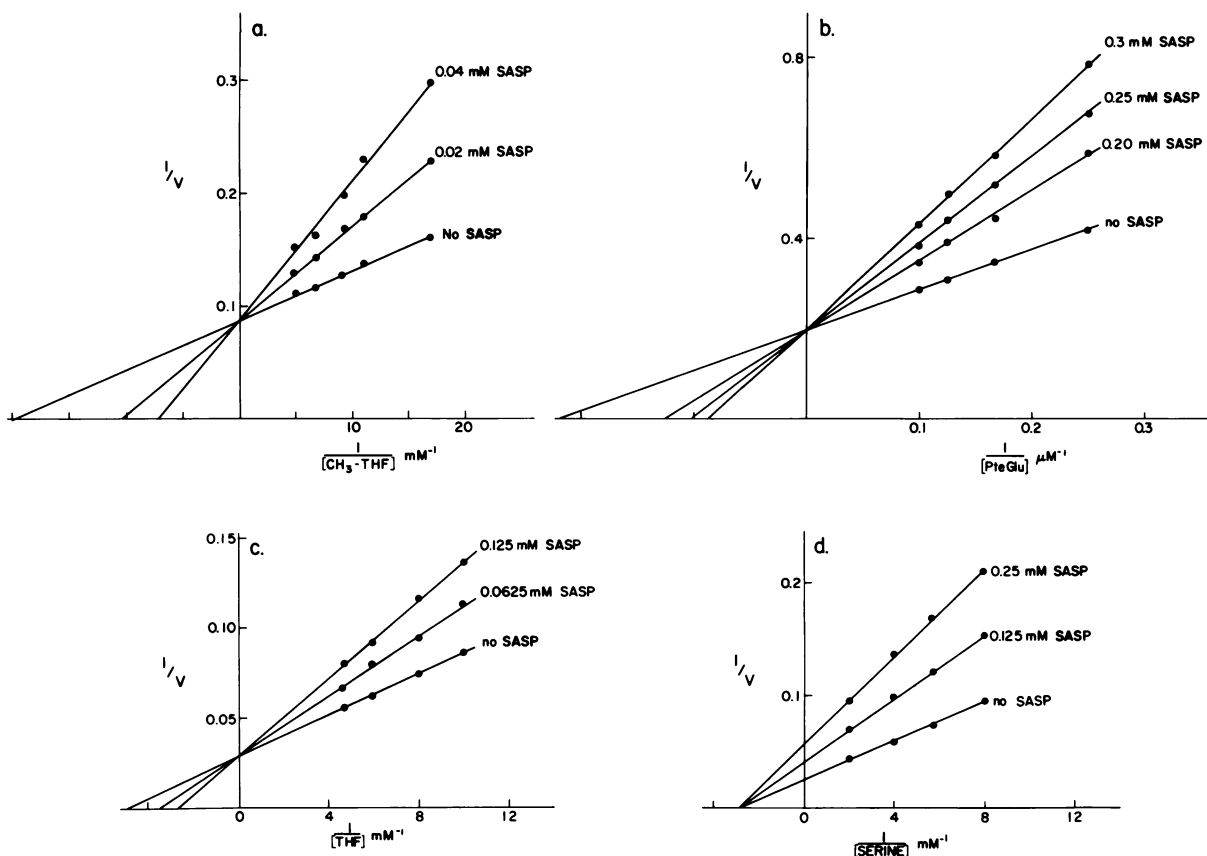 a.
0.04 mM SASP
0.3
0.02 mM SASP
1/V
0.2
No SASP
0.1
10
20
1
[CH₃-THF] mM⁻¹
b.
0.3 mM SASP
0.8
0.25 mM SASP
0.20 mM SASP
1/V
0.4
no SASP
0.1
0.2
0.3
1
[PteGlu] μM⁻¹
c.
0.15
0.125 mM SASP
0.0625 mM SASP
0.10
no SASP
1/V
0.05
0
4
8
12
1
[THF] mM⁻¹
d.
0.2
0.25 mM SASP
0.125 mM SASP
1/V
0.1
no SASP
0
4
8
12
1
[SERINE] mM⁻¹